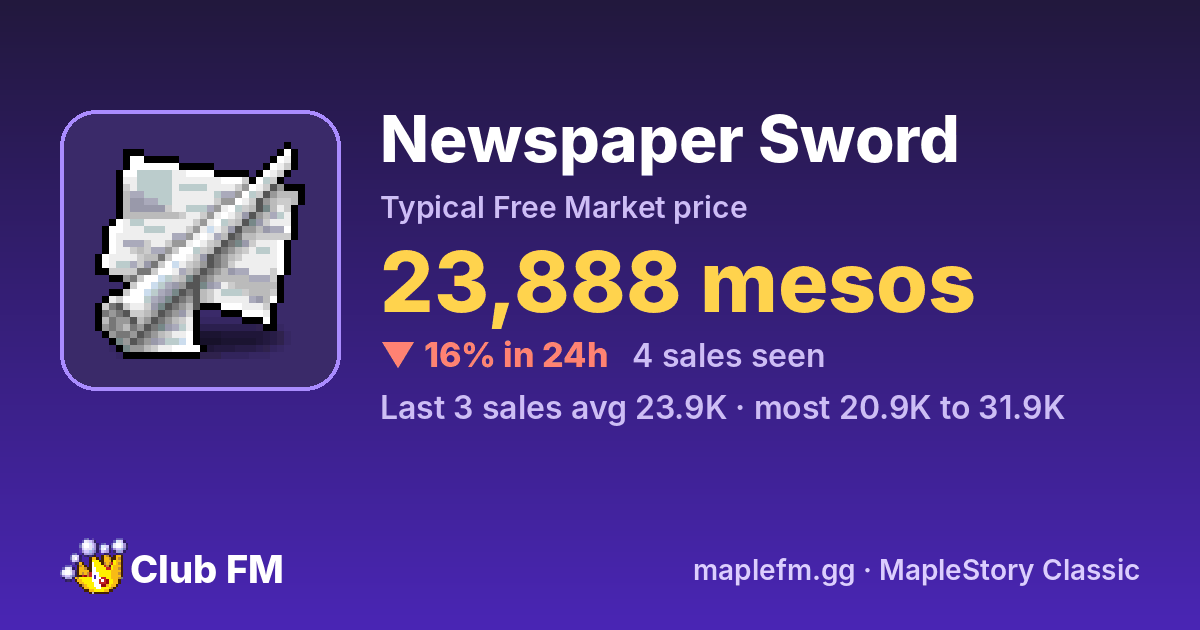 Newspaper Sword
Typical Free Market price
23,888 mesos
▼ 16% in 24h 4 sales seen
Last 3 sales avg 23.9K · most 20.9K to 31.9K
Club FM
maplefm.gg · MapleStory Classic